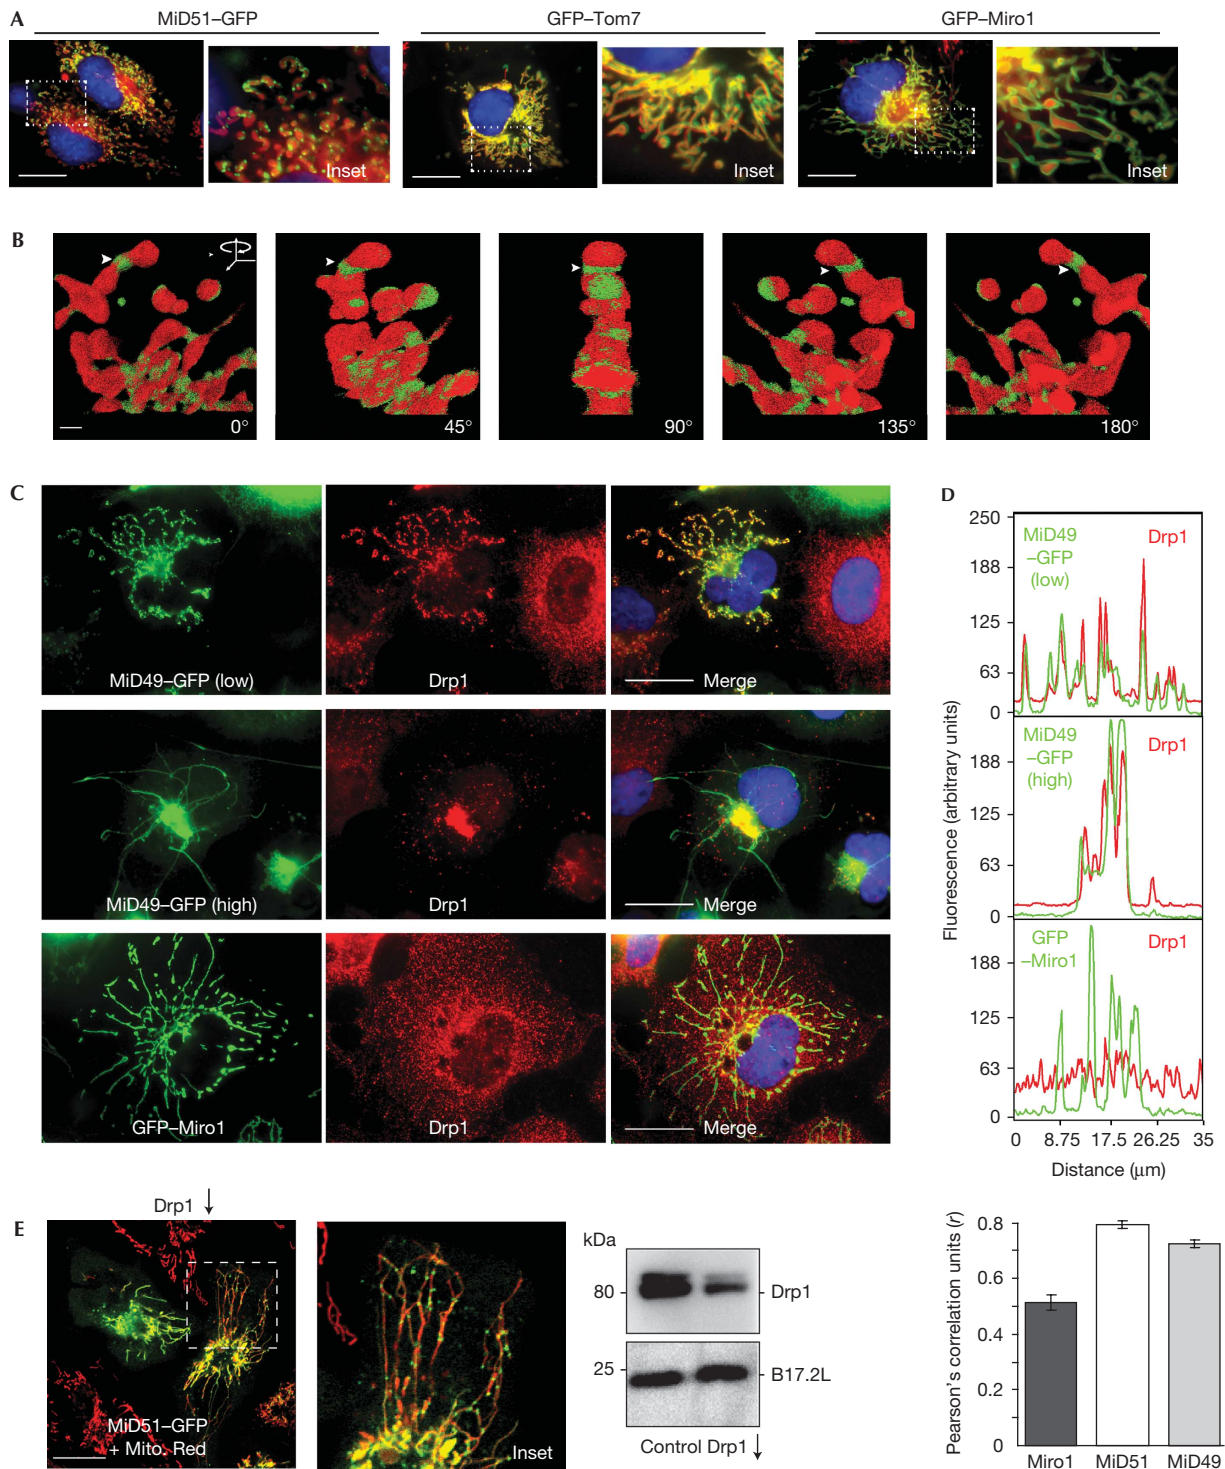 A
MiD51–GFP
GFP–Tom7
GFP–Miro1
Inset
Inset
Inset
B
0°
45°
90°
135°
180°
C
MiD49–GFP (low)
Drp1
Merge
MiD49–GFP (high)
Drp1
Merge
GFP–Miro1
Drp1
Merge
D
Fluorescence (arbitrary units)
250
188
125
63
0
MiD49
–GFP
(low)
Drp1
188
125
63
0
MiD49
–GFP
(high)
Drp1
188
125
63
0
GFP
–Miro1
Drp1
0 8.75 17.5 26.25 35
Distance (μm)
E
Drp1 ↓
MiD51–GFP
+ Mito. Red
Inset
kDa
80
Drp1
25
B17.2L
Control Drp1 ↓
Pearson's correlation units (r)
0.8
0.6
0.4
0.2
0
Miro1 MiD51 MiD49